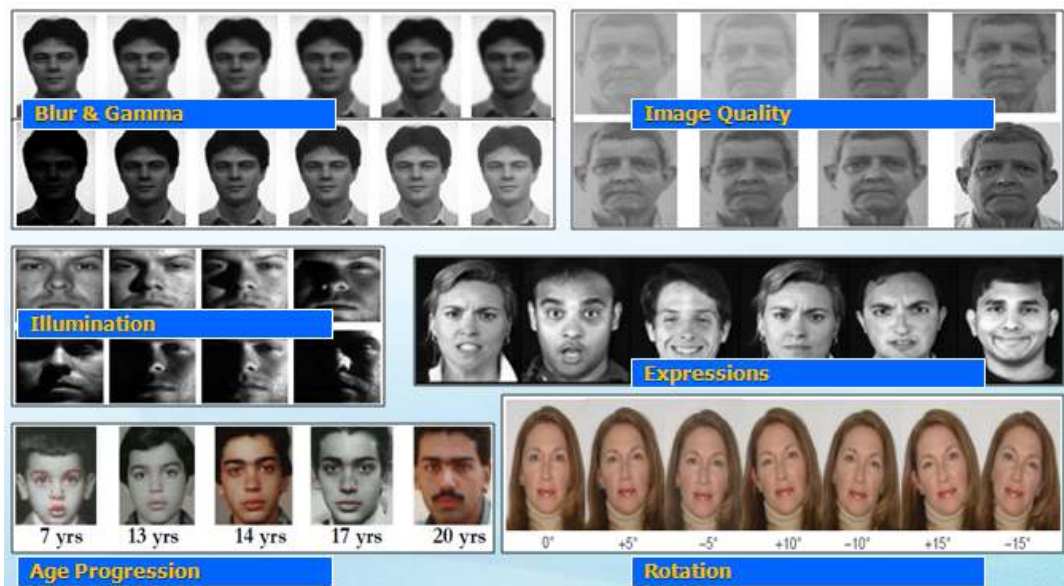 Blur & Gamma
Image Quality
Illumination
Expressions
7 yrs 13 yrs 14 yrs 17 yrs 20 yrs
Age Progression
0° +5° −5° +10° −10° +15° −15°
Rotation